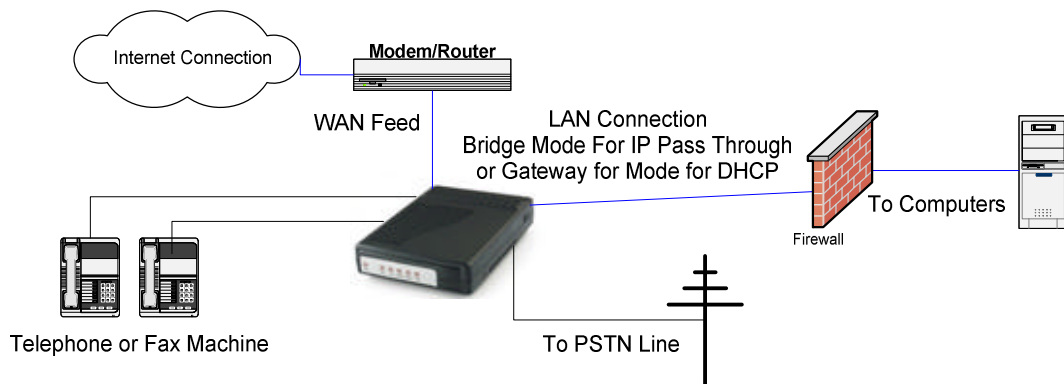 Internet Connection
Modem/Router
WAN Feed
LAN Connection
Bridge Mode For IP Pass Through
or Gateway for Mode for DHCP
To Computers
Firewall
Telephone or Fax Machine
To PSTN Line